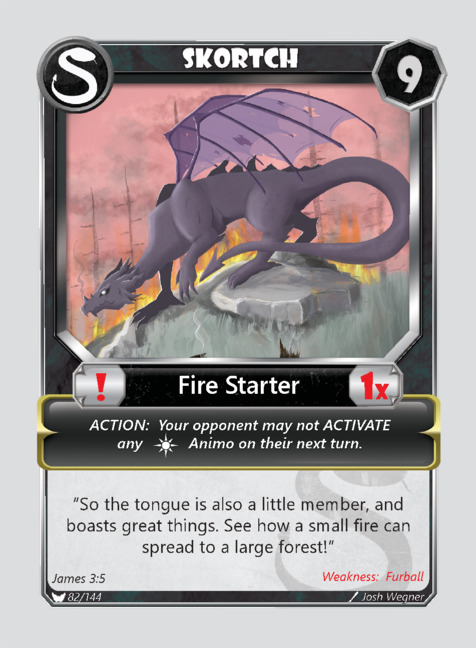 S
SKORTCH
9
! Fire Starter 1x
ACTION: Your opponent may not ACTIVATE
any Animo on their next turn.
"So the tongue is also a little member, and
boasts great things. See how a small fire can
spread to a large forest!"
James 3:5
Weakness: Furball
82/144
Josh Wegner